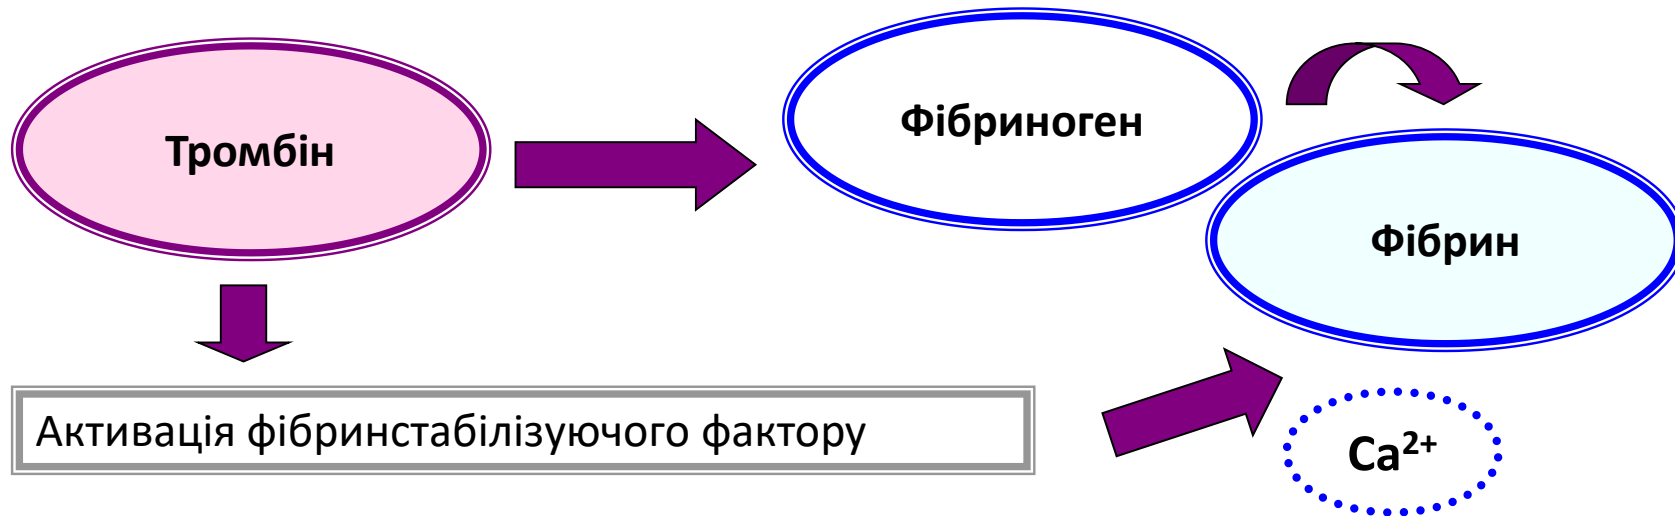 Тромбін
Фібриноген
Фібрин
Активація фібринстабілізуючого фактору
Ca²⁺